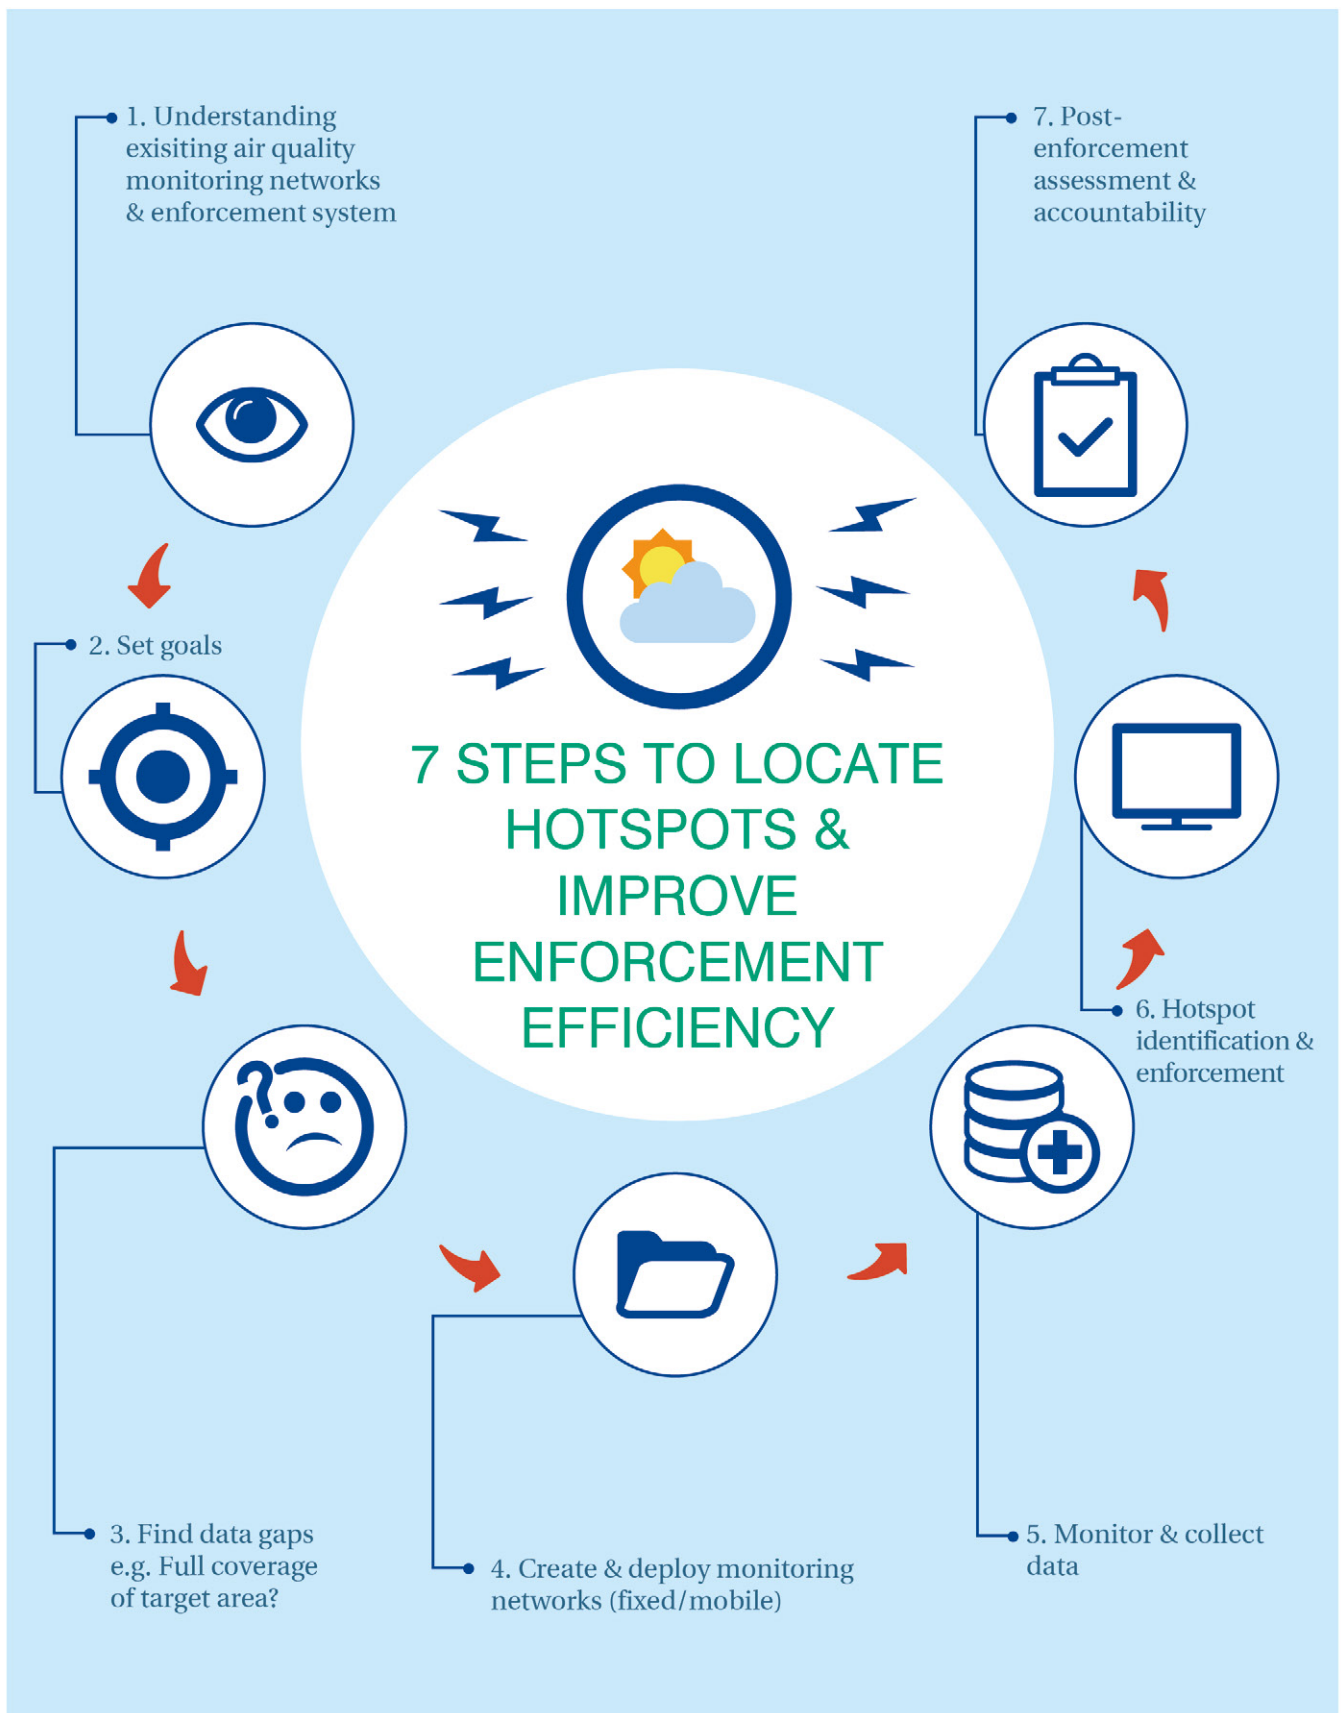 1. Understanding
exisiting air quality
monitoring networks
& enforcement system
7. Post-
enforcement
assessment &
accountability
2. Set goals
7 STEPS TO LOCATE
HOTSPOTS &
IMPROVE
ENFORCEMENT
EFFICIENCY
6. Hotspot
identification &
enforcement
3. Find data gaps
e.g. Full coverage
of target area?
4. Create & deploy monitoring
networks (fixed/mobile)
5. Monitor & collect
data